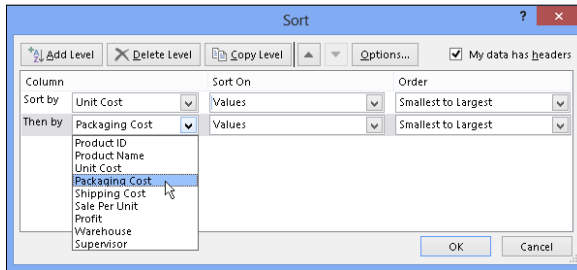 Sort
? ×
Add Level Delete Level Copy Level Options... My data has headers
Column Sort On Order
Sort by Unit Cost Values Smallest to Largest
Then by Packaging Cost Values Smallest to Largest
Product ID
Product Name
Unit Cost
Packaging Cost
Shipping Cost
Sale Per Unit
Profit
Warehouse
Supervisor
OK Cancel